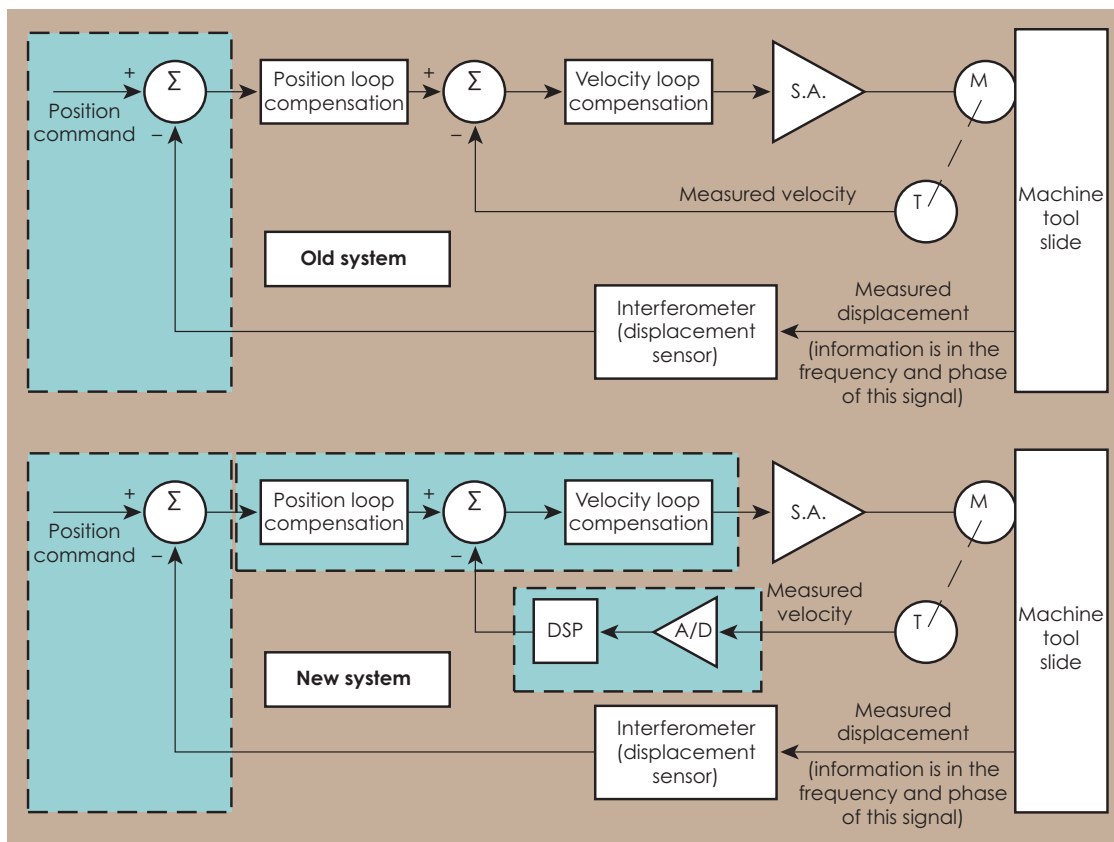 +
Σ
Position loop
compensation
+
Σ
Velocity loop
compensation
S.A.
M
Position
command
−
−
Measured velocity
T
Machine
tool
slide
Old system
Interferometer
(displacement
sensor)
Measured
displacement
(information is in the
frequency and phase
of this signal)
+
Σ
Position loop
compensation
+
Σ
Velocity loop
compensation
S.A.
M
Position
command
−
−
DSP
A/D
Measured
velocity
T
Machine
tool
slide
New system
Interferometer
(displacement
sensor)
Measured
displacement
(information is in the
frequency and phase
of this signal)